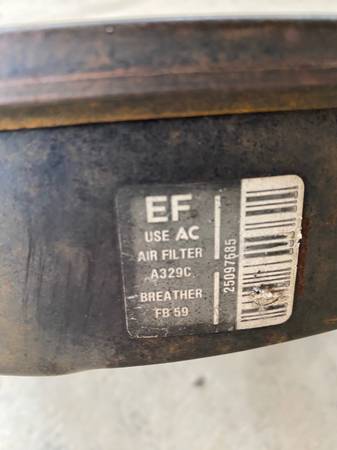 EF
USE AC
AIR FILTER
A329C
BREATHER
FB 59
25097685